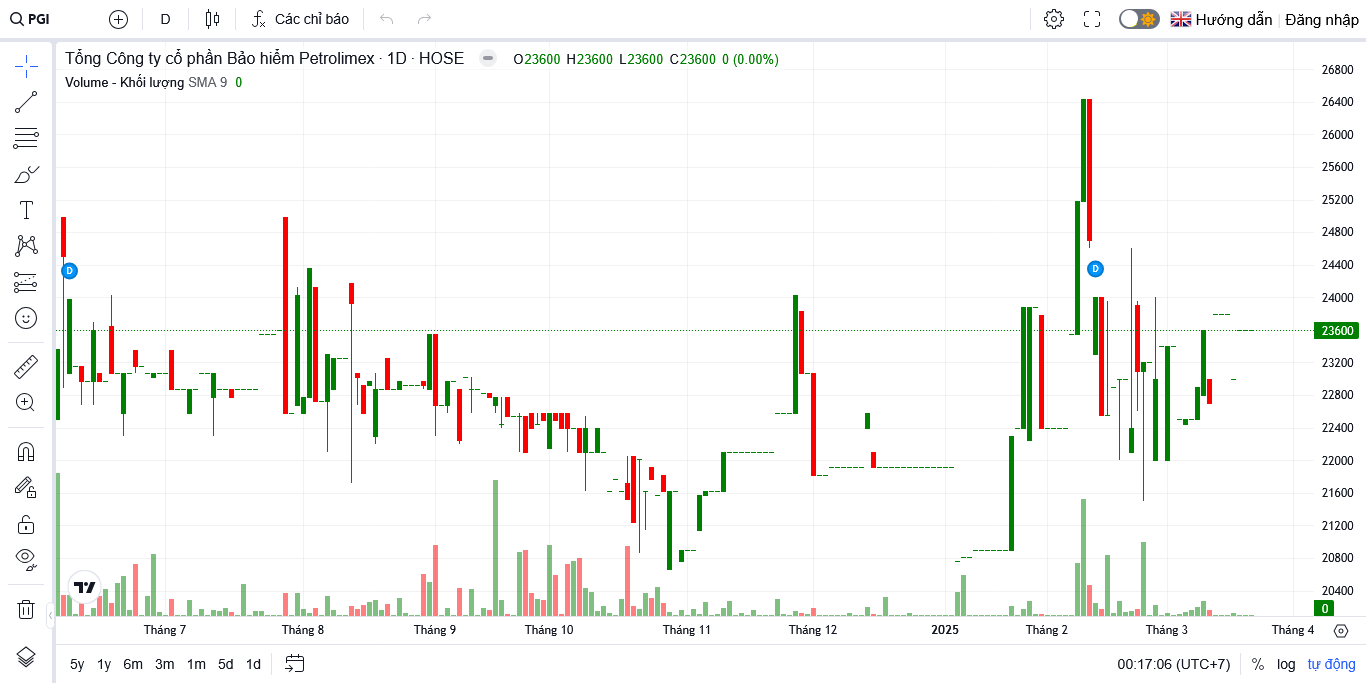 PGI D Các chỉ báo Hướng dẫn Đăng nhập
Tổng Công ty cổ phần Bảo hiểm Petrolimex · 1D · HOSE O23600 H23600 L23600 C23600 0 (0.00%)
Volume - Khối lượng SMA 9 0
26800
26400
26000
25600
25200
24800
24400
D
D
24000
23600
23200
22800
22400
22000
21600
21200
20800
20400
0
Tháng 7 Tháng 8 Tháng 9 Tháng 10 Tháng 11 Tháng 12 2025 Tháng 2 Tháng 3 Tháng 4
5y 1y 6m 3m 1m 5d 1d 00:17:06 (UTC+7) % log tự động